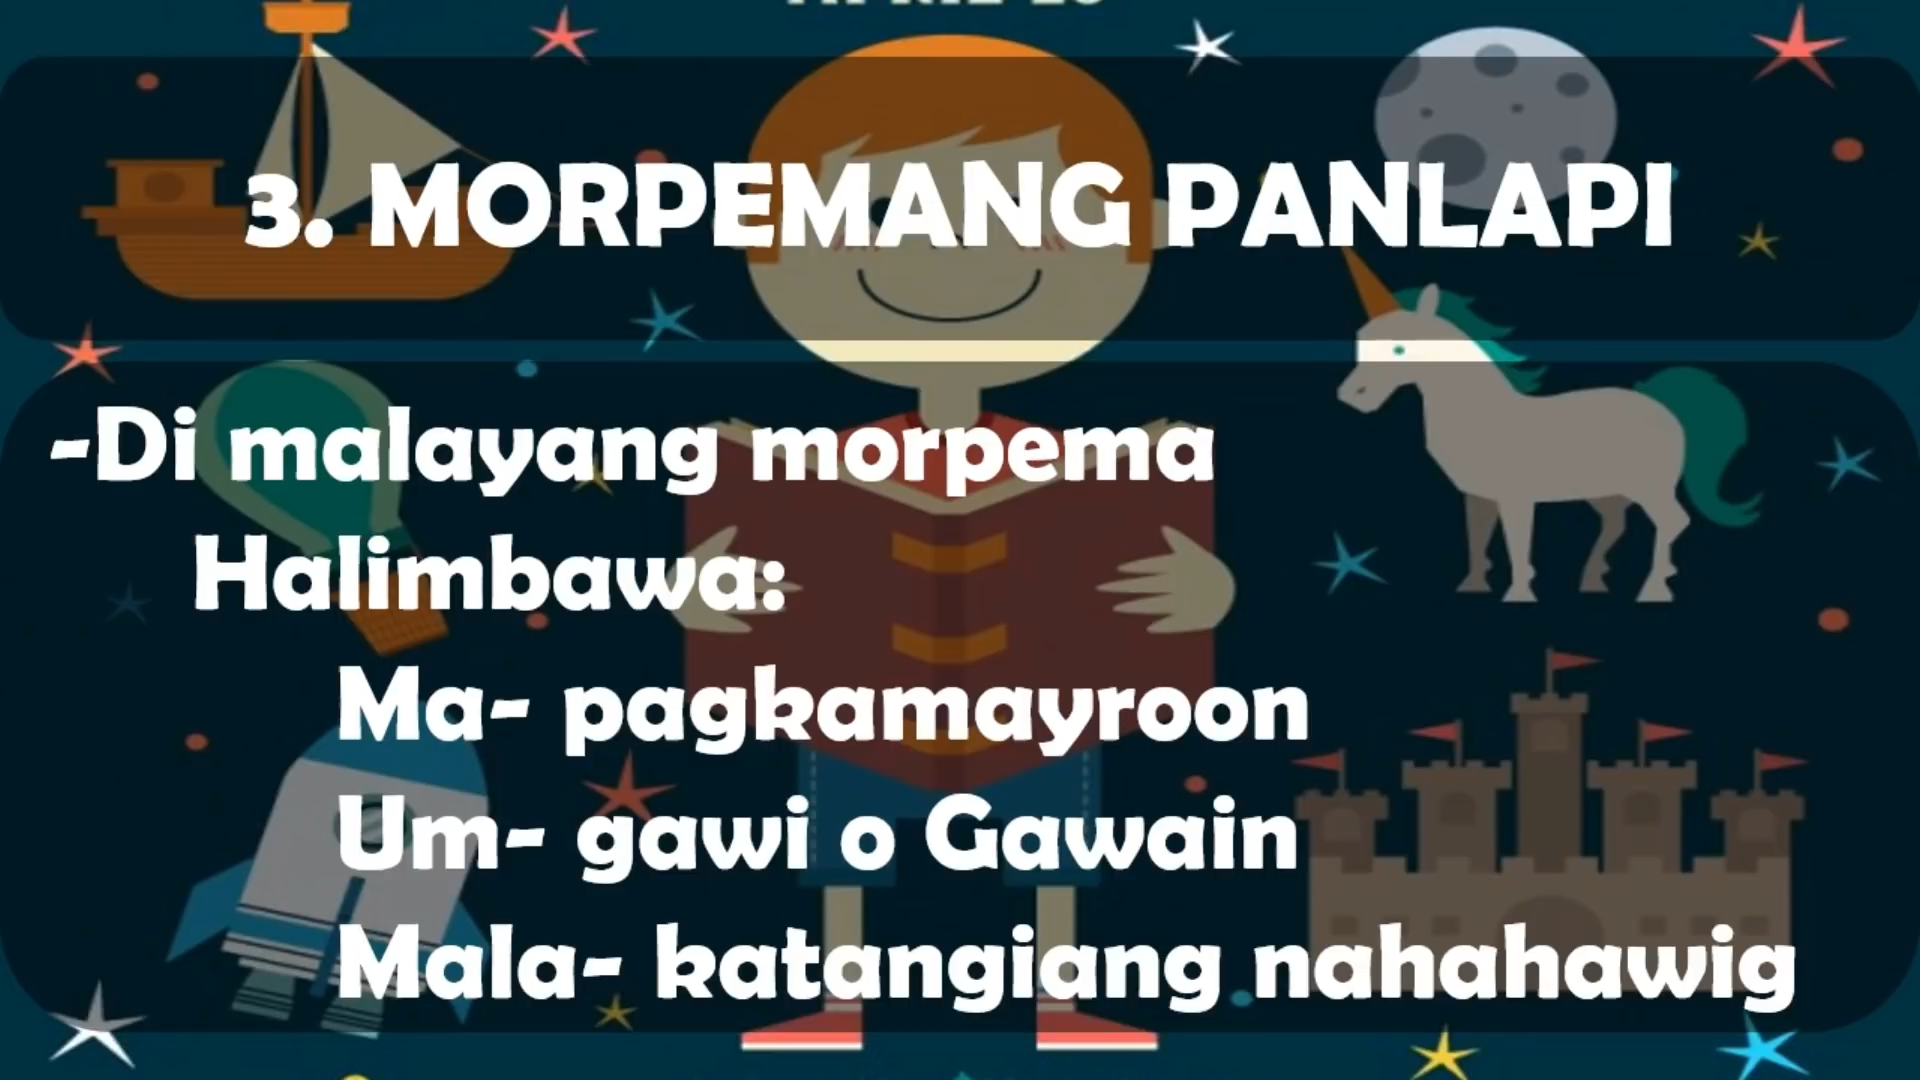 3. MORPEMANG PANLAPI
-Di malayang morpema
Halimbawa:
Ma- pagkamayroon
Um- gawi o Gawain
Mala- katangiang nahahawig